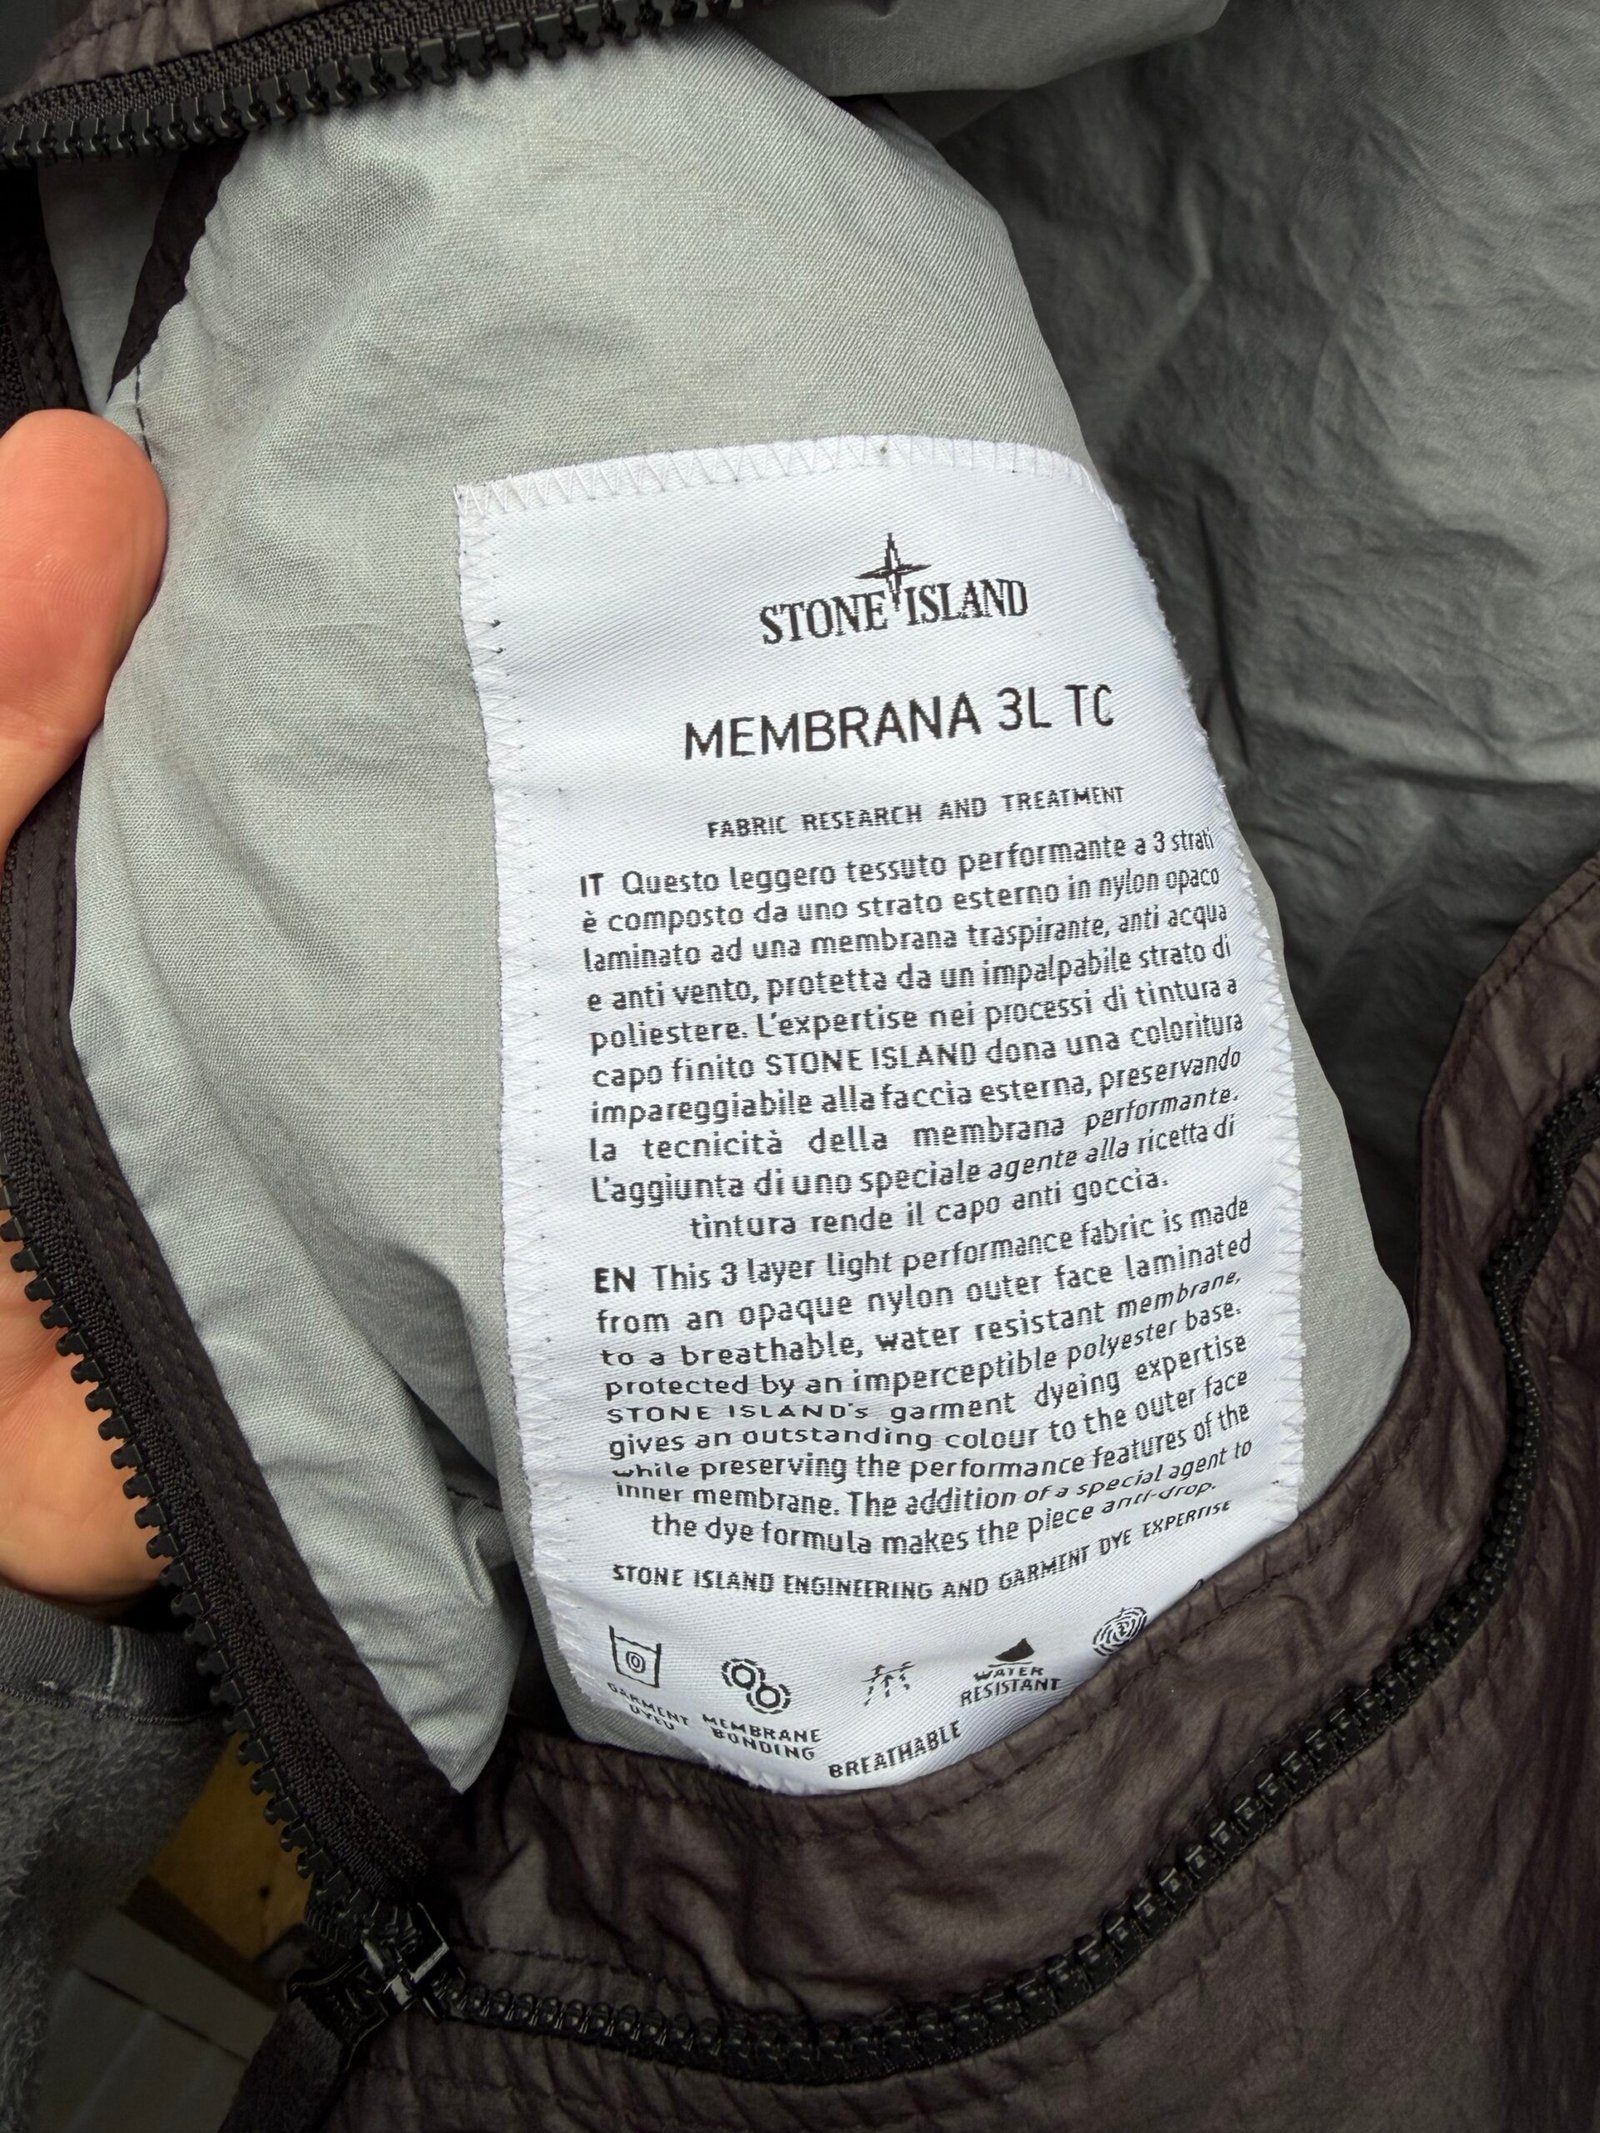 STONE ISLAND
MEMBRANA 3L TC
FABRIC RESEARCH AND TREATMENT
IT Questo leggero tessuto performante a 3 strati
è composto da uno strato esterno in nylon opaco
laminato ad una membrana traspirante, anti acqua
e anti vento, protetta da un impalpabile strato di
poliestere. L'expertise nei processi di tintura a
capo finito STONE ISLAND dona una coloritura
impareggiabile alla faccia esterna, preservando
la tecnicità della membrana performante.
L'aggiunta di uno speciale agente alla ricetta di
tintura rende il capo anti goccia.
EN This 3 layer light performance fabric is made
from an opaque nylon outer face laminated
to a breathable, water resistant membrane,
protected by an imperceptible polyester base.
STONE ISLAND's garment dyeing expertise
gives an outstanding colour to the outer face
while preserving the performance features of the
inner membrane. The addition of a special agent to
the dye formula makes the piece anti-drop.
STONE ISLAND ENGINEERING AND GARMENT DYE EXPERTISE
GARMENT
DYED
MEMBRANE
BONDING
BREATHABLE
WATER
RESISTANT